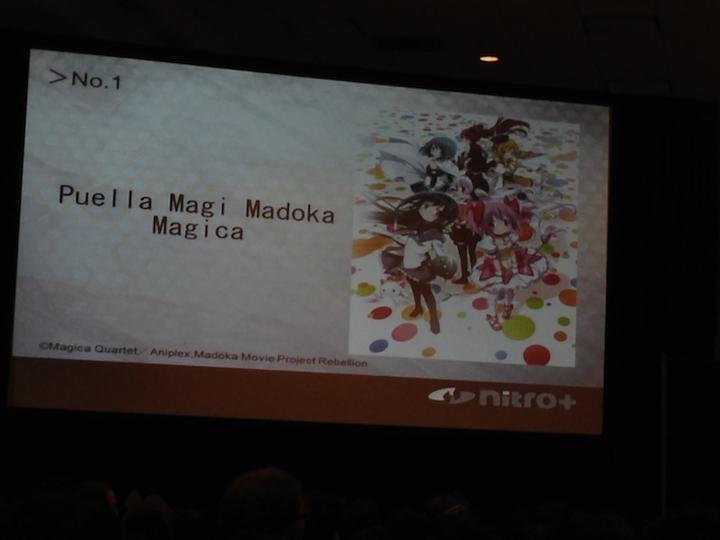 >No.1
Puella Magi Madoka
Magica
©Magica Quartet／Aniplex,Madoka Movie Project Rebellion
nitro+